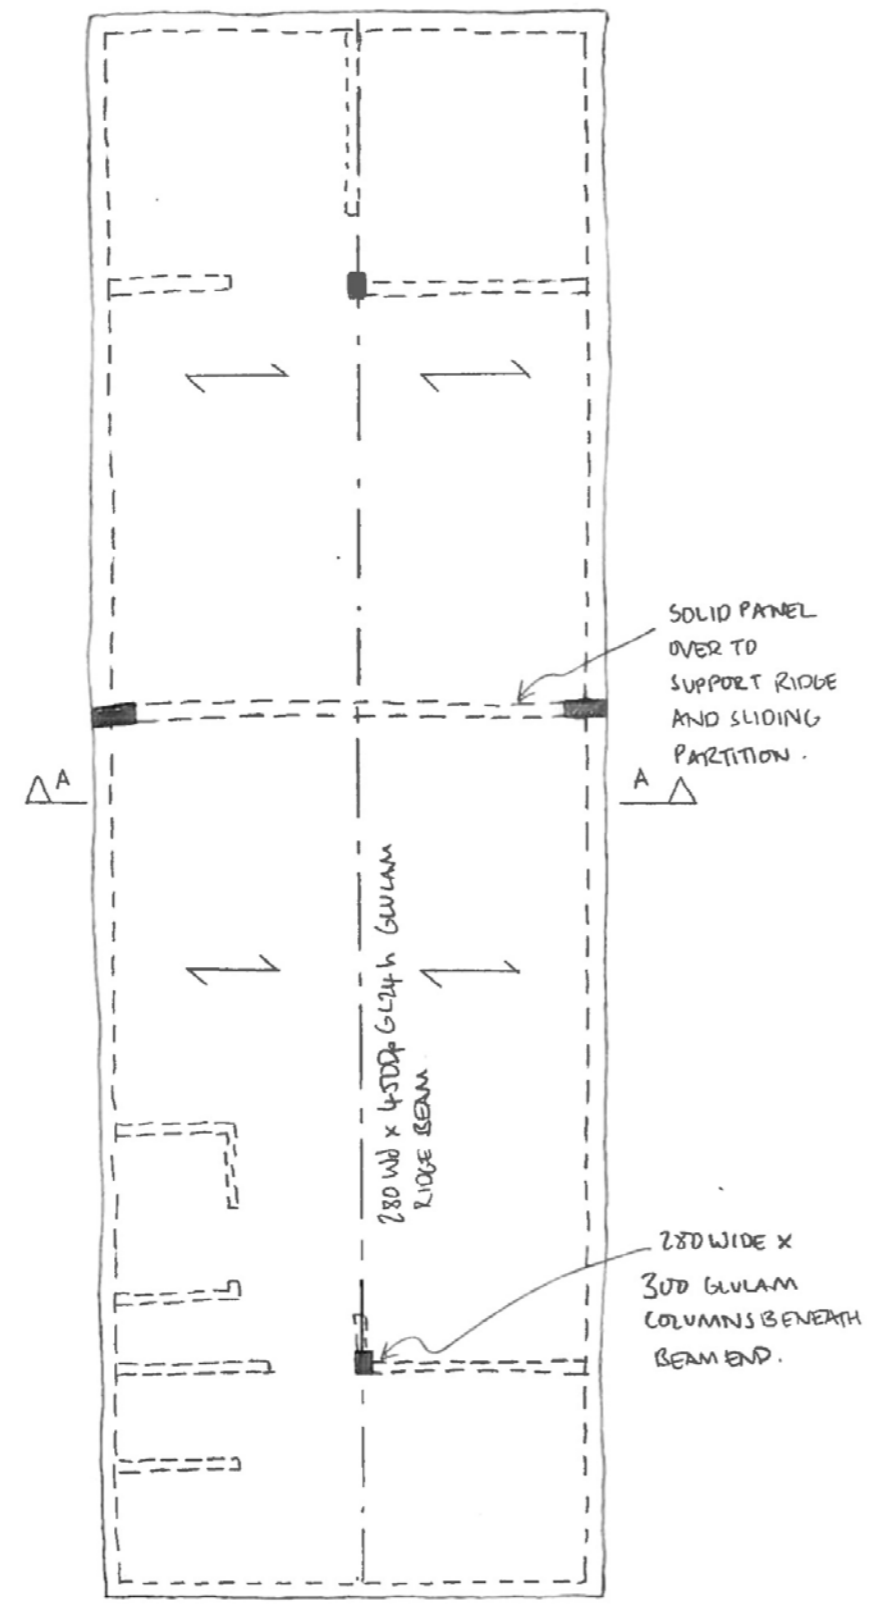 SOLID PANEL
OVER TO
SUPPORT RIDGE
AND SLIDING
PARTITION.
A
A
280 Wd x 450Dp GL24h GLULAM
RIDGE BEAM
280 WIDE X
300 GLULAM
COLUMNS BENEATH
BEAM END.